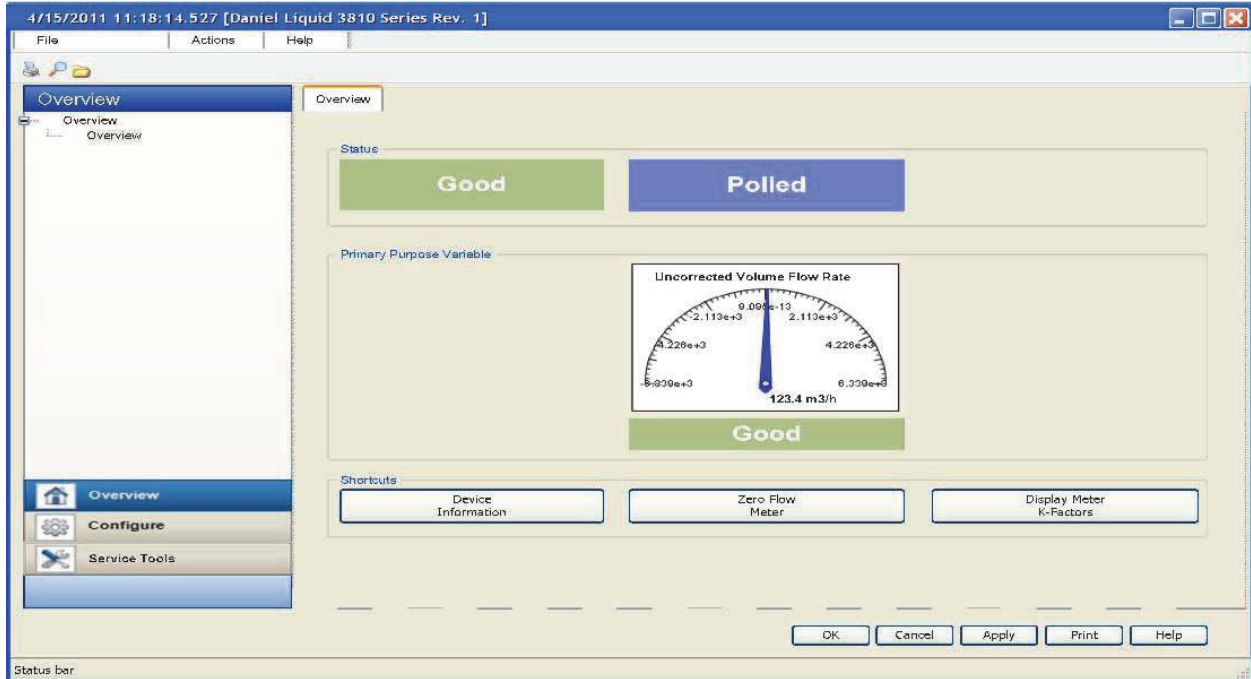 4/15/2011 11:18:14.527 [Daniel Liquid 3810 Series Rev. 1]
File Actions Help
Overview
Overview
Overview
Overview
Status
Good Polled
Primary Purpose Variable
Uncorrected Volume Flow Rate
-2.113e+3 2.113e+3
4.226e+3 4.226e+3
6.339e+3
123.4 m3/h
Good
Shortcuts
Device
Information
Zero Flow
Meter
Display Meter
K-Factors
Overview
Configure
Service Tools
OK Cancel Apply Print Help
Status bar